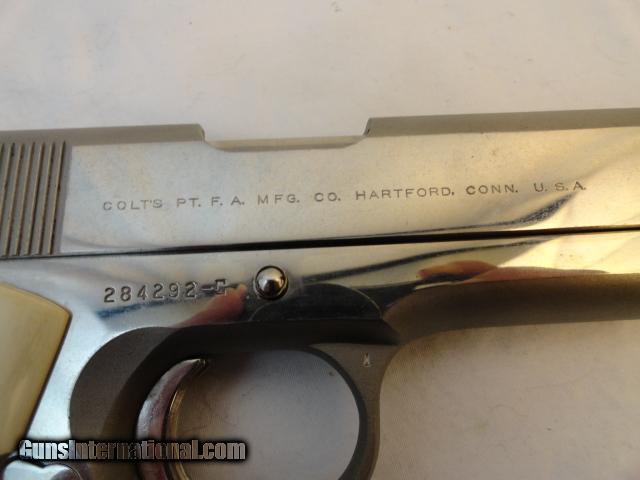 COLT'S PT. F. A. MFG. CO. HARTFORD. CONN. U. S. A.
284292-C
GunsInternational.com